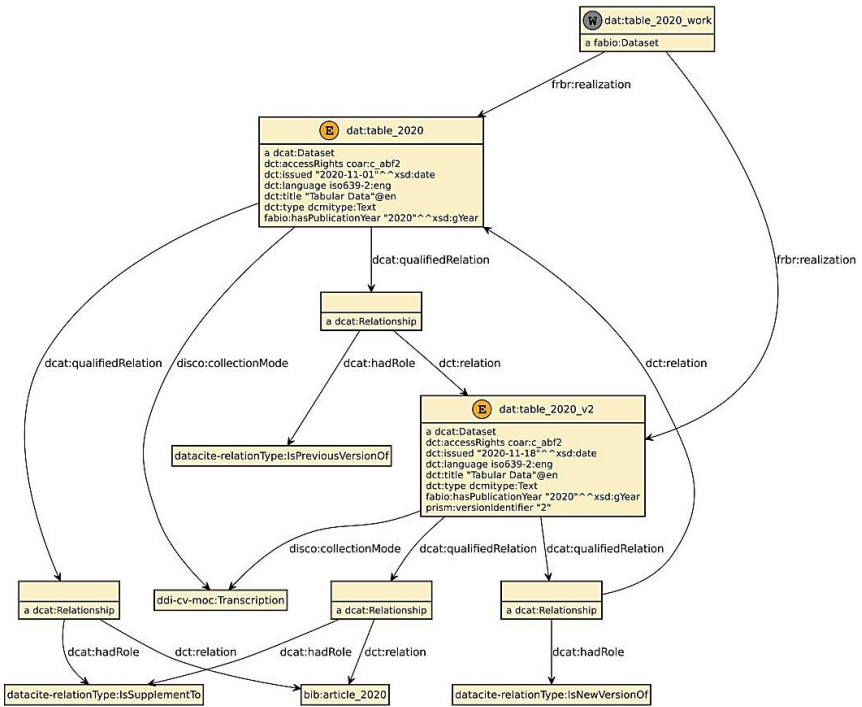 W dat:table_2020_work
a fabio:Dataset
frbr:realization
E dat:table_2020
a dcat:Dataset
dct:accessRights coar:c_abf2
dct:issued "2020-11-01"^^xsd:date
dct:language iso639-2:eng
dct:title "Tabular Data"@en
dct:type dcmitype:Text
fabio:hasPublicationYear "2020"^^xsd:gYear
dcat:qualifiedRelation
frbr:realization
a dcat:Relationship
dcat:qualifiedRelation
disco:collectionMode
dcat:hadRole
dct:relation
dct:relation
E dat:table_2020_v2
a dcat:Dataset
dct:accessRights coar:c_abf2
dct:issued "2020-11-18"^^xsd:date
dct:language iso639-2:eng
dct:title "Tabular Data"@en
dct:type dcmitype:Text
fabio:hasPublicationYear "2020"^^xsd:gYear
prism:versionIdentifier "2"
datacite-relationType:IsPreviousVersionOf
disco:collectionMode
dcat:qualifiedRelation
dcat:qualifiedRelation
a dcat:Relationship
ddi-cv-moc:Transcription
a dcat:Relationship
a dcat:Relationship
dcat:hadRole
dct:relation
dcat:hadRole
dct:relation
dcat:hadRole
datacite-relationType:IsSupplementTo
bib:article_2020
datacite-relationType:IsNewVersionOf